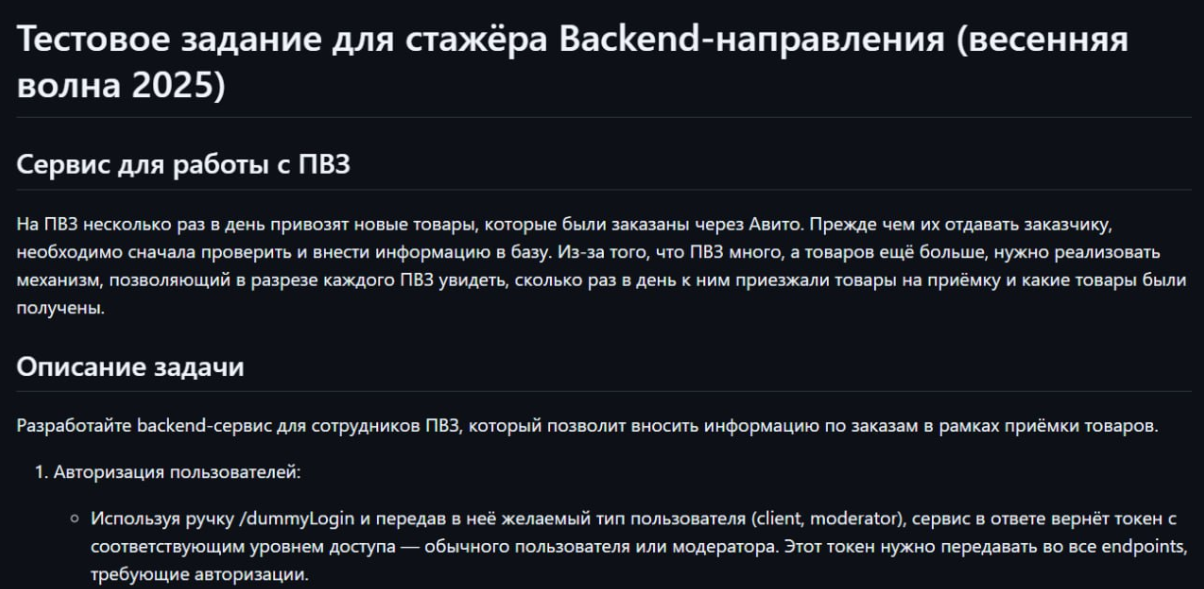 Тестовое задание для стажёра Backend-направления (весенняя
волна 2025)
Сервис для работы с ПВЗ
На ПВЗ несколько раз в день привозят новые товары, которые были заказаны через Авито. Прежде чем их отдавать заказчику,
необходимо сначала проверить и внести информацию в базу. Из-за того, что ПВЗ много, а товаров ещё больше, нужно реализовать
механизм, позволяющий в разрезе каждого ПВЗ увидеть, сколько раз в день к ним приезжали товары на приёмку и какие товары были
получены.
Описание задачи
Разработайте backend-сервис для сотрудников ПВЗ, который позволит вносить информацию по заказам в рамках приёмки товаров.
1. Авторизация пользователей:
◦ Используя ручку /dummyLogin и передав в неё желаемый тип пользователя (client, moderator), сервис в ответе вернёт токен с
соответствующим уровнем доступа — обычного пользователя или модератора. Этот токен нужно передавать во все endpoints,
требующие авторизации.